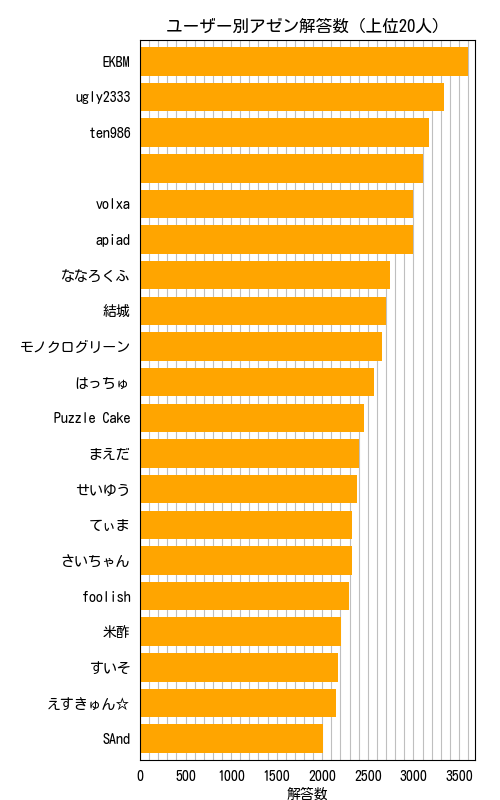 ユーザー別アゼン解答数 (上位20人)
EKBM
ugly2333
ten986
volxa
apiad
ななろくふ
結城
モノクログリーン
はっちゅ
Puzzle Cake
まえだ
せいゆう
てぃま
さいちゃん
foolish
米酢
すいそ
えすきゅん☆
SAnd
0 500 1000 1500 2000 2500 3000 3500
解答数